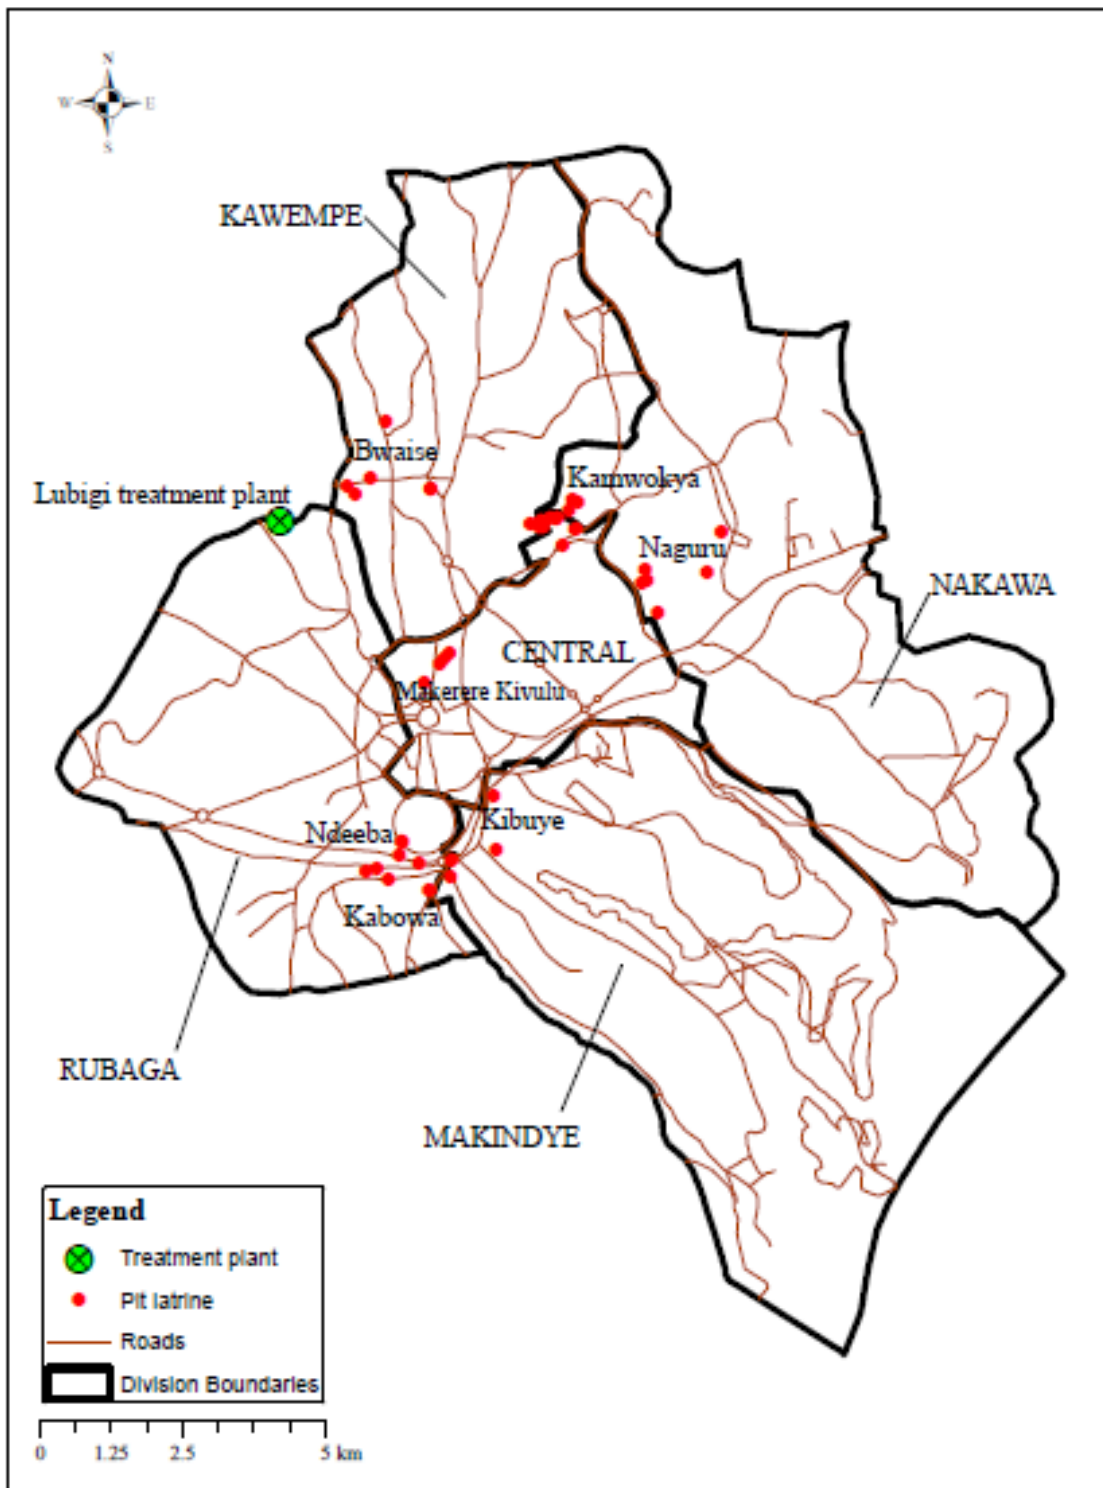 N
W E
S
KAWEMPE
Bwaise
Kamwokya
Lubigi treatment plant
Naguru
NAKAWA
CENTRAL
Makerere Kivulu
Kibuye
Ndeeba
Kabowa
RUBAGA
MAKINDYE
Legend
Treatment plant
Pit latrine
Roads
Division Boundaries
0 1.25 2.5 5 km